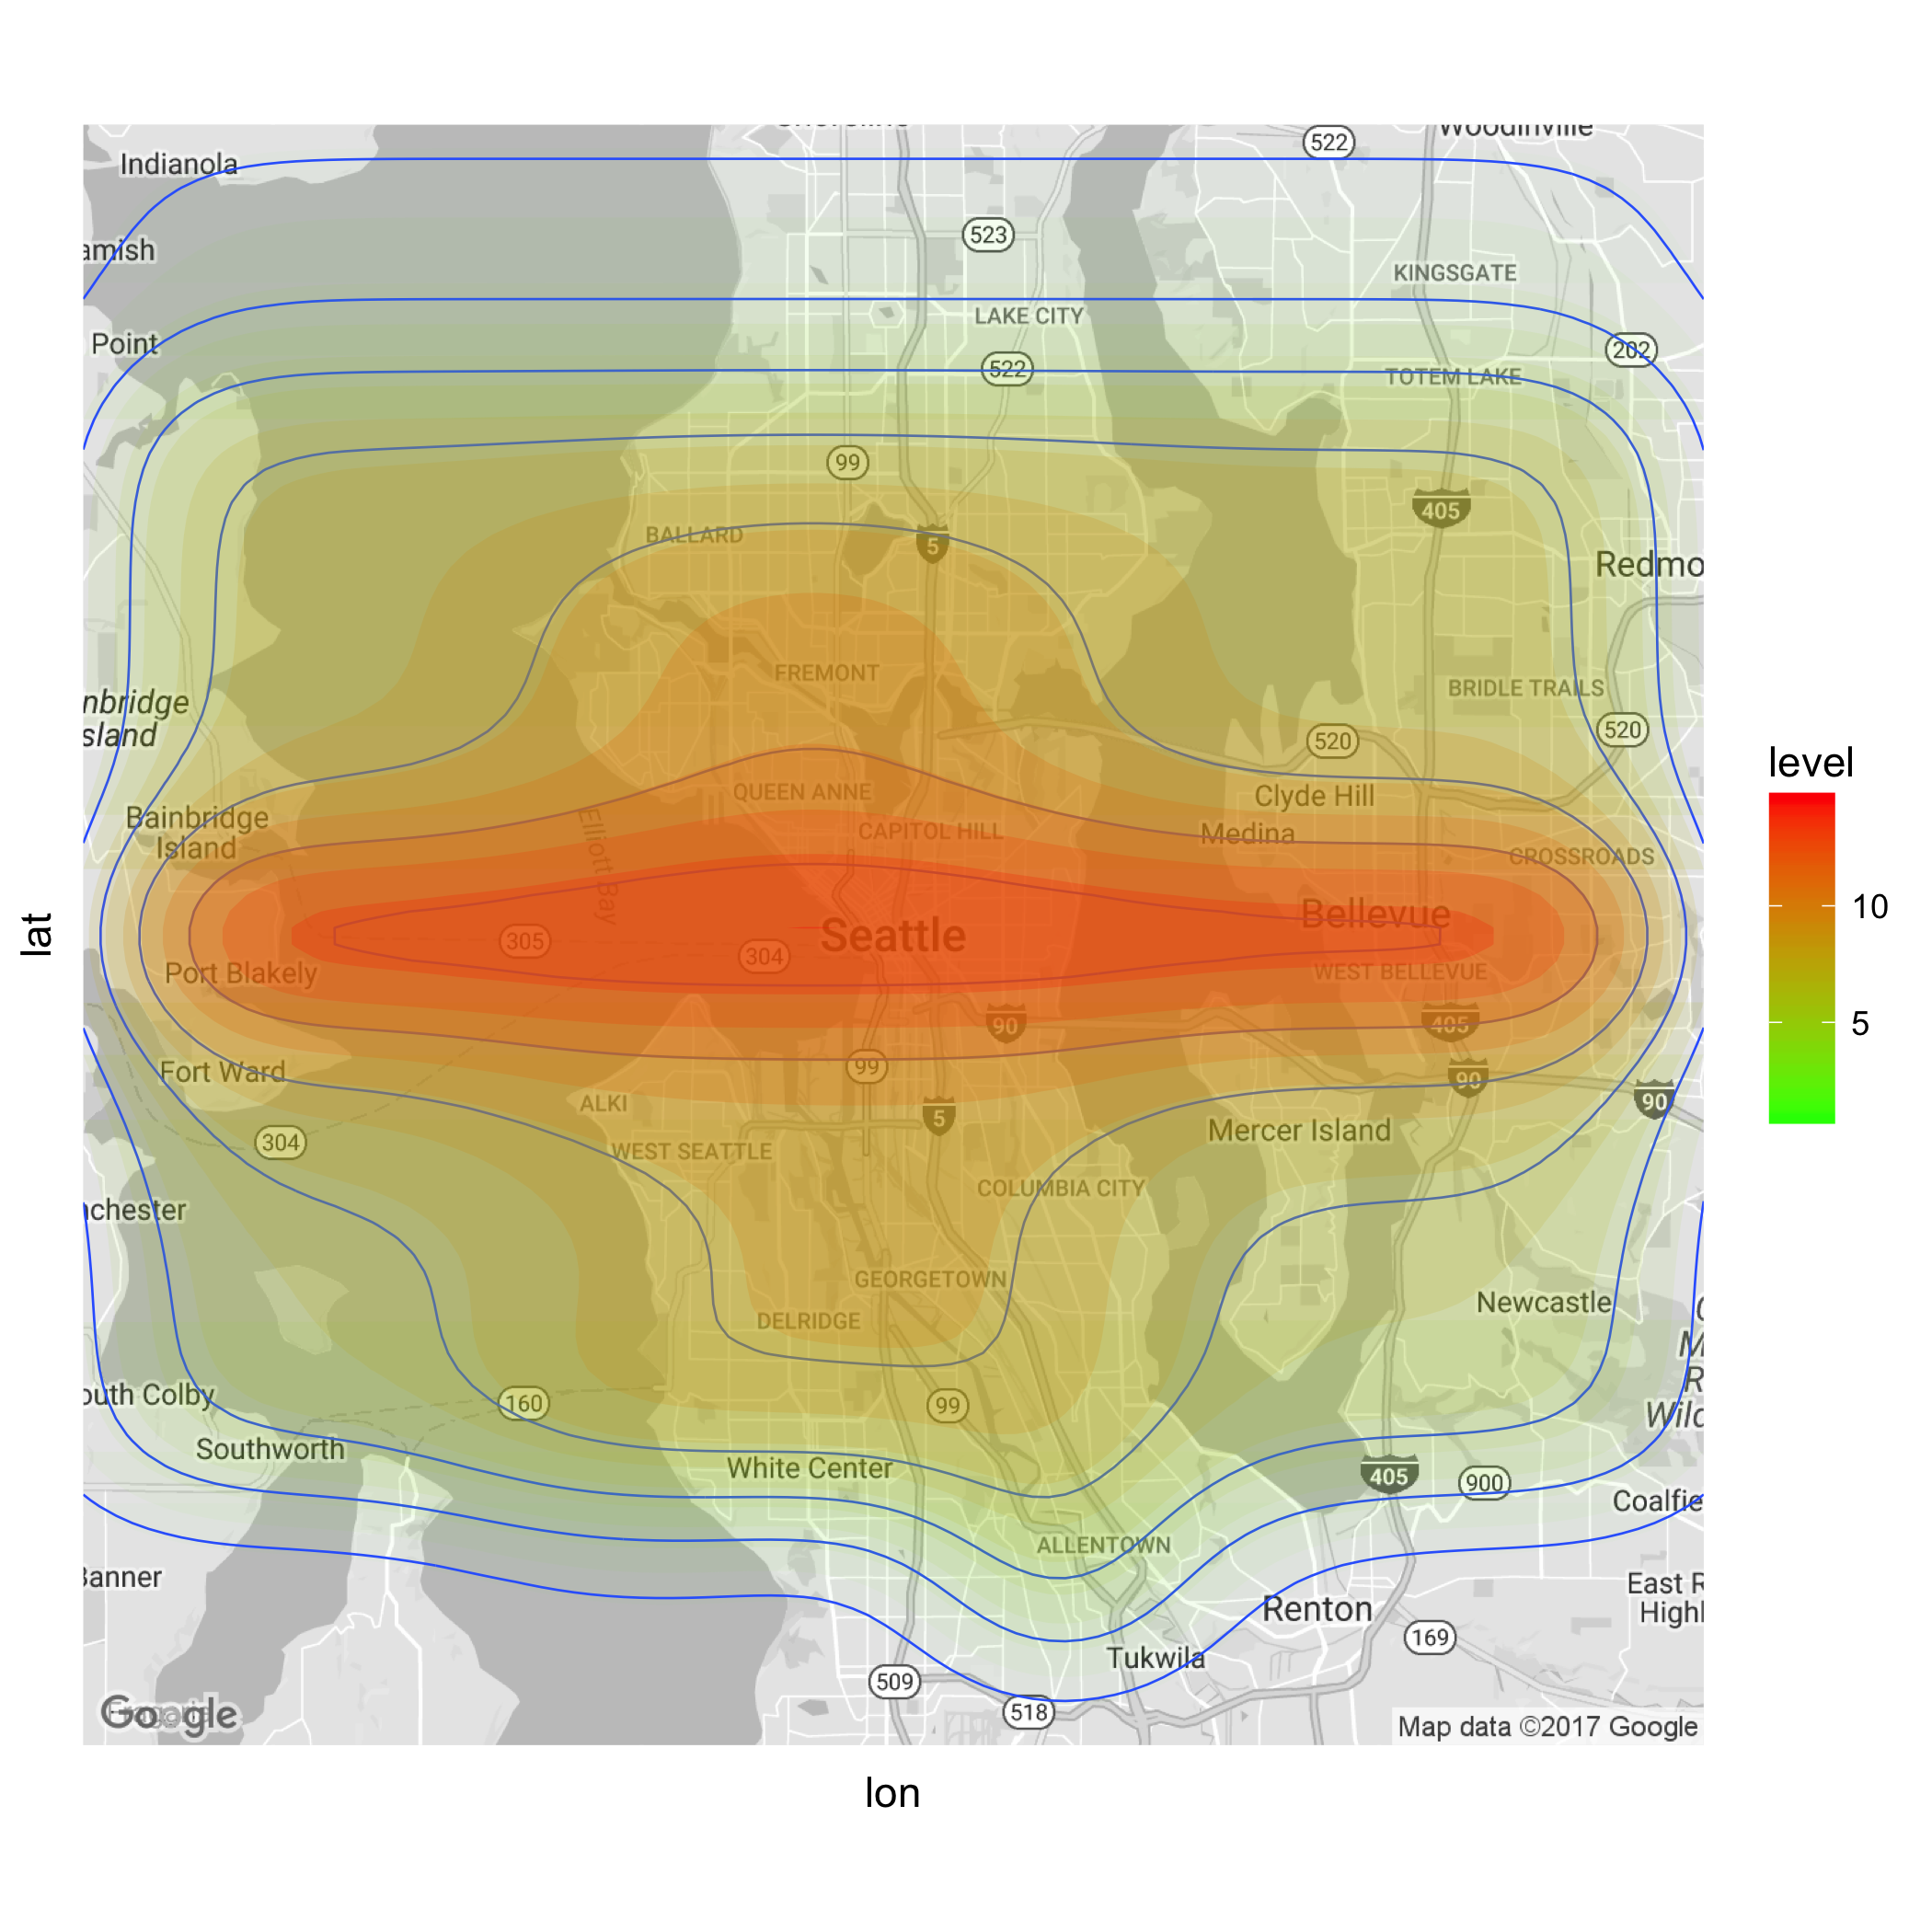 Woodinville
522
Indianola
523
amish
KINGSGATE
LAKE CITY
Point
202
522
TOTEM LAKE
99
405
BALLARD
5
Redmo
FREMONT
BRIDLE TRAILS
nbridge
sland
520
520
QUEEN ANNE
Clyde Hill
level
Bainbridge
Island
Elliott Bay
CAPITOL HILL
Medina
CROSSROADS
10
5
lat
Seattle
Bellevue
305
304
Port Blakely
WEST BELLEVUE
90
405
Fort Ward
99
90
90
ALKI
5
304
WEST SEATTLE
Mercer Island
COLUMBIA CITY
nchester
GEORGETOWN
Newcastle
DELRIDGE
M
R
Wild
outh Colby
160
99
Southworth
White Center
405
900
Coalfie
ALLENTOWN
Banner
East R
Highl
Renton
169
Tukwila
509
518
Google
Map data ©2017 Google
lon